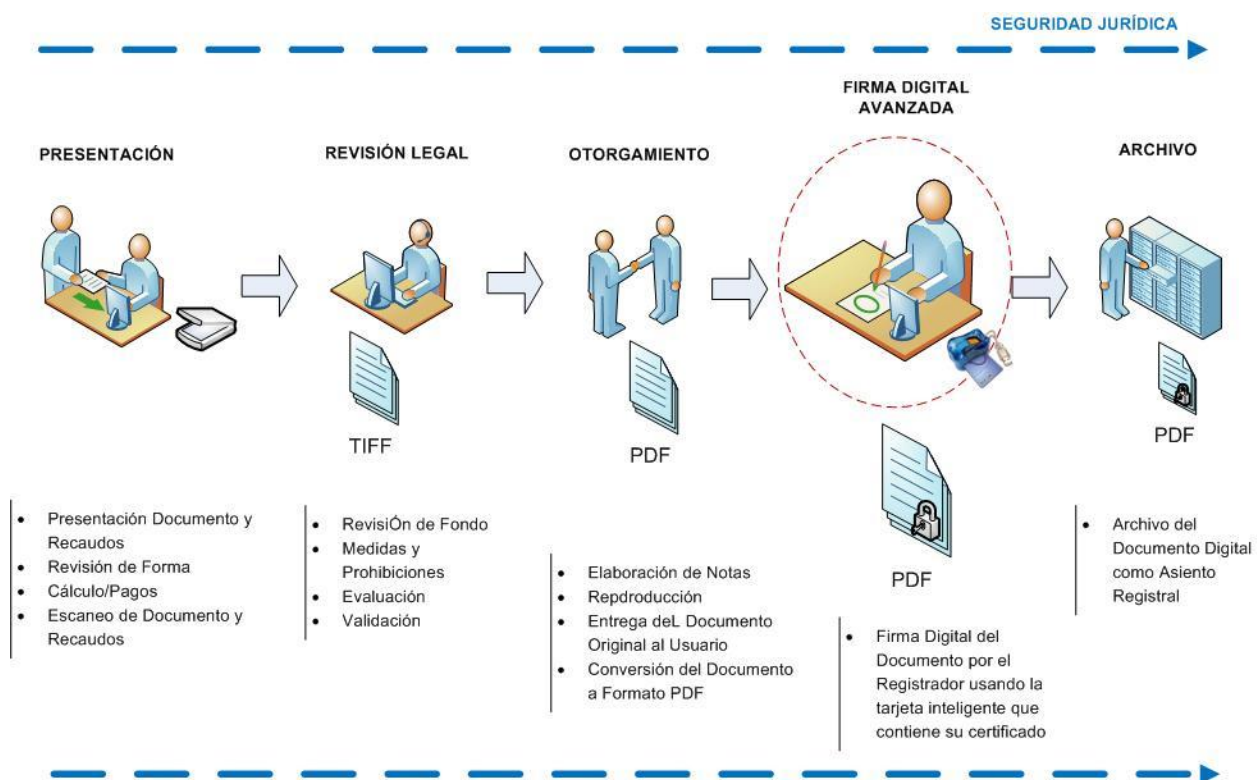 SEGURIDAD JURÍDICA
PRESENTACIÓN
REVISIÓN LEGAL
OTORGAMIENTO
FIRMA DIGITAL
AVANZADA
ARCHIVO
TIFF
PDF
PDF
PDF
• Presentación Documento y
Recaudos
• Revisión de Forma
• Cálculo/Pagos
• Escaneo de Documento y
Recaudos
• RevisiÓn de Fondo
• Medidas y
Prohibiciones
• Evaluación
• Validación
• Elaboración de Notas
• Repdroducción
• Entrega deL Documento
Original al Usuario
• Conversión del Documento
a Formato PDF
• Firma Digital del
Documento por el
Registrador usando la
tarjeta inteligente que
contiene su certificado
• Archivo del
Documento Digital
como Asiento
Registral